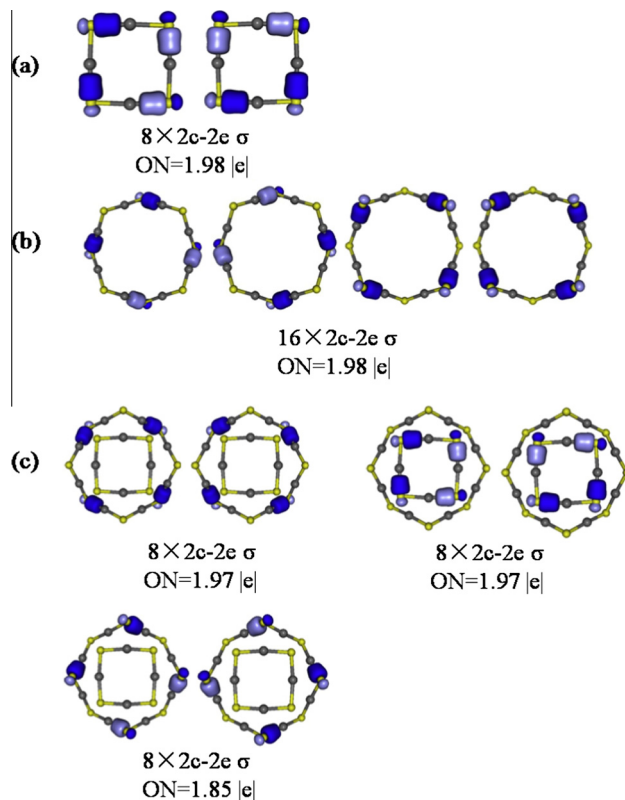 (a)
8×2c-2e σ
ON=1.98 |e|
(b)
16×2c-2e σ
ON=1.98 |e|
(c)
8×2c-2e σ
ON=1.97 |e|
8×2c-2e σ
ON=1.97 |e|
8×2c-2e σ
ON=1.85 |e|